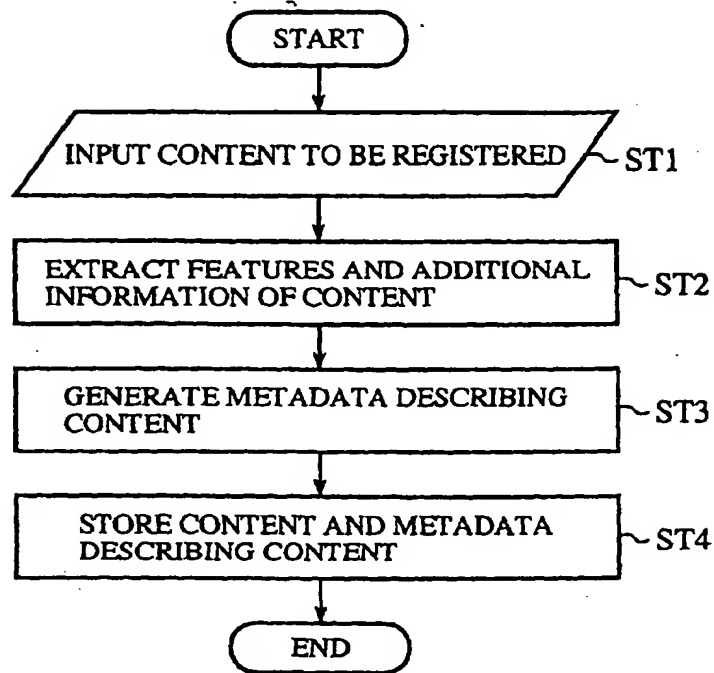 START
INPUT CONTENT TO BE REGISTERED
ST1
EXTRACT FEATURES AND ADDITIONAL
INFORMATION OF CONTENT
ST2
GENERATE METADATA DESCRIBING
CONTENT
ST3
STORE CONTENT AND METADATA
DESCRIBING CONTENT
ST4
END